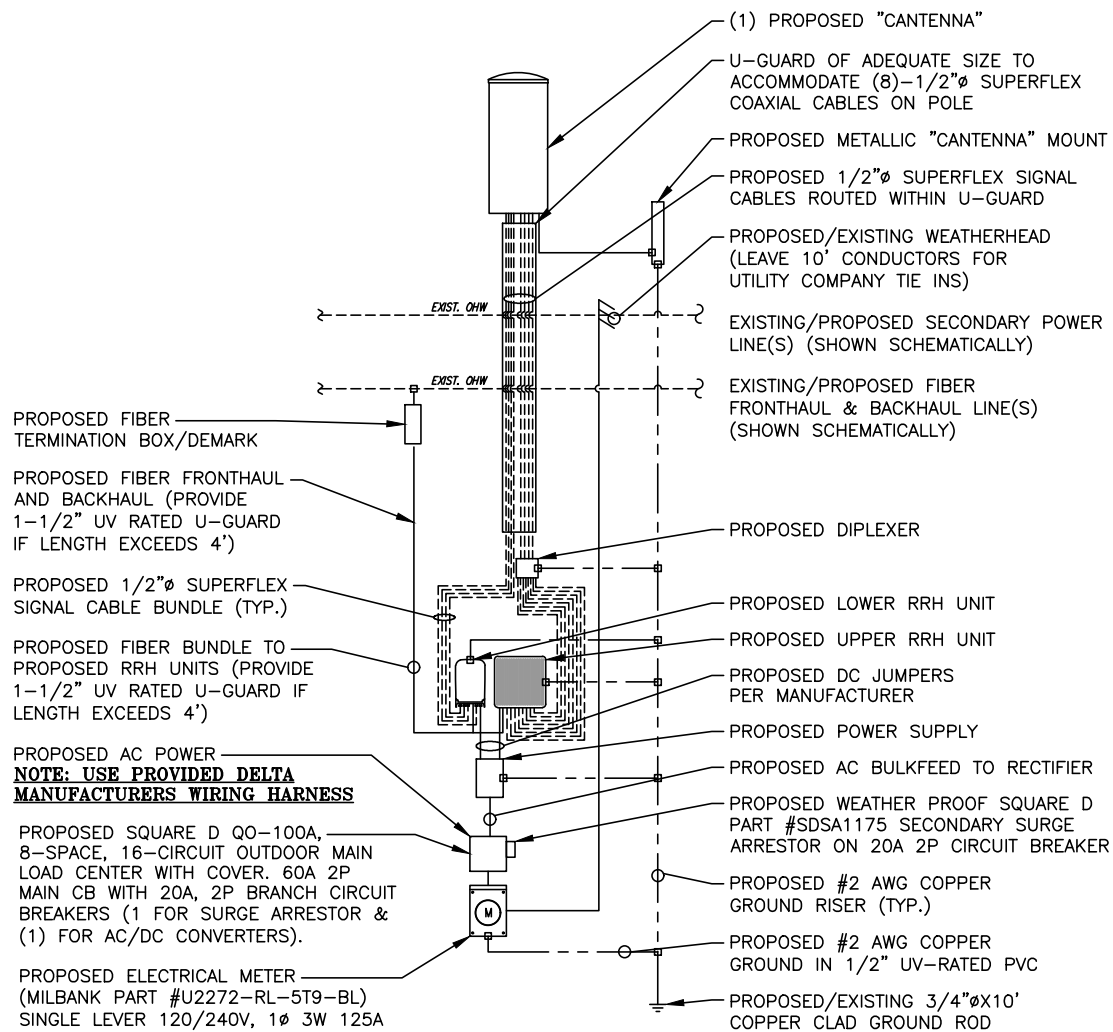 (1) PROPOSED "CANTENNA"
U-GUARD OF ADEQUATE SIZE TO
ACCOMMODATE (8)-1/2"ø SUPERFLEX
COAXIAL CABLES ON POLE
PROPOSED METALLIC "CANTENNA" MOUNT
PROPOSED 1/2"ø SUPERFLEX SIGNAL
CABLES ROUTED WITHIN U-GUARD
PROPOSED/EXISTING WEATHERHEAD
(LEAVE 10' CONDUCTORS FOR
UTILITY COMPANY TIE INS)
EXIST. OHW
EXISTING/PROPOSED SECONDARY POWER
LINE(S) (SHOWN SCHEMATICALLY)
EXIST. OHW
EXISTING/PROPOSED FIBER
FRONTHAUL & BACKHAUL LINE(S)
(SHOWN SCHEMATICALLY)
PROPOSED FIBER
TERMINATION BOX/DEMARK
PROPOSED FIBER FRONTHAUL
AND BACKHAUL (PROVIDE
1-1/2" UV RATED U-GUARD
IF LENGTH EXCEEDS 4')
PROPOSED 1/2"ø SUPERFLEX
SIGNAL CABLE BUNDLE (TYP.)
PROPOSED FIBER BUNDLE TO
PROPOSED RRH UNITS (PROVIDE
1-1/2" UV RATED U-GUARD IF
LENGTH EXCEEDS 4')
PROPOSED AC POWER
NOTE: USE PROVIDED DELTA
MANUFACTURERS WIRING HARNESS
PROPOSED SQUARE D QO-100A,
8-SPACE, 16-CIRCUIT OUTDOOR MAIN
LOAD CENTER WITH COVER. 60A 2P
MAIN CB WITH 20A, 2P BRANCH CIRCUIT
BREAKERS (1 FOR SURGE ARRESTOR &
(1) FOR AC/DC CONVERTERS).
PROPOSED ELECTRICAL METER
(MILBANK PART #U2272-RL-5T9-BL)
SINGLE LEVER 120/240V, 1ø 3W 125A
M
PROPOSED DIPLEXER
PROPOSED LOWER RRH UNIT
PROPOSED UPPER RRH UNIT
PROPOSED DC JUMPERS
PER MANUFACTURER
PROPOSED POWER SUPPLY
PROPOSED AC BULKFEED TO RECTIFIER
PROPOSED WEATHER PROOF SQUARE D
PART #SDSA1175 SECONDARY SURGE
ARRESTOR ON 20A 2P CIRCUIT BREAKER
PROPOSED #2 AWG COPPER
GROUND RISER (TYP.)
PROPOSED #2 AWG COPPER
GROUND IN 1/2" UV-RATED PVC
PROPOSED/EXISTING 3/4"øX10'
COPPER CLAD GROUND ROD